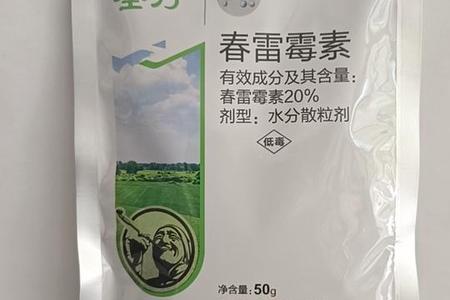 春雷霉素
有效成分及其含量：
春雷霉素20%
剂型：水分散粒剂
低毒
净含量：50g